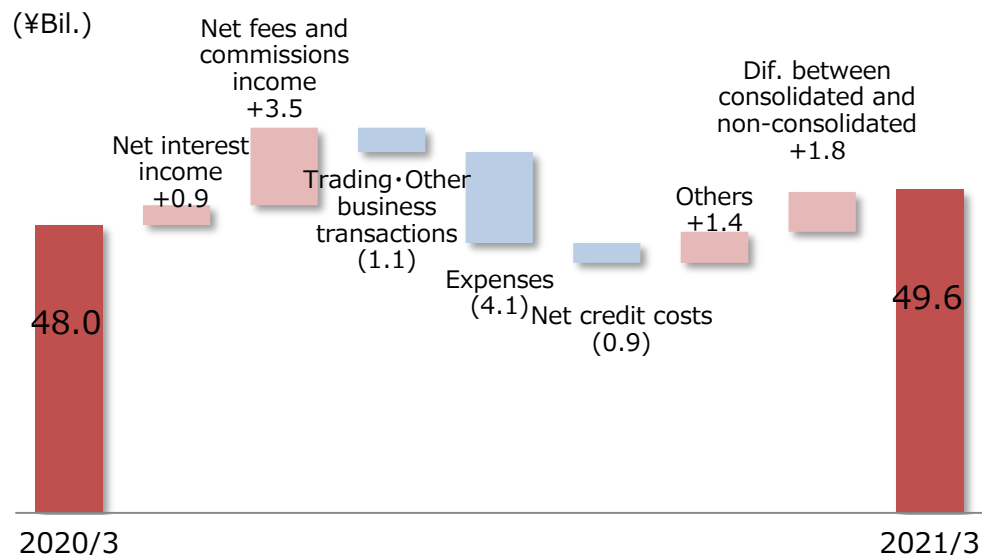 (¥Bil.)
Net fees and
commissions
income
+3.5
Net interest
income
+0.9
Trading・Other
business
transactions
(1.1)
Expenses
(4.1)
Net credit costs
(0.9)
Others
+1.4
Dif. between
consolidated and
non-consolidated
+1.8
48.0
49.6
2020/3
2021/3